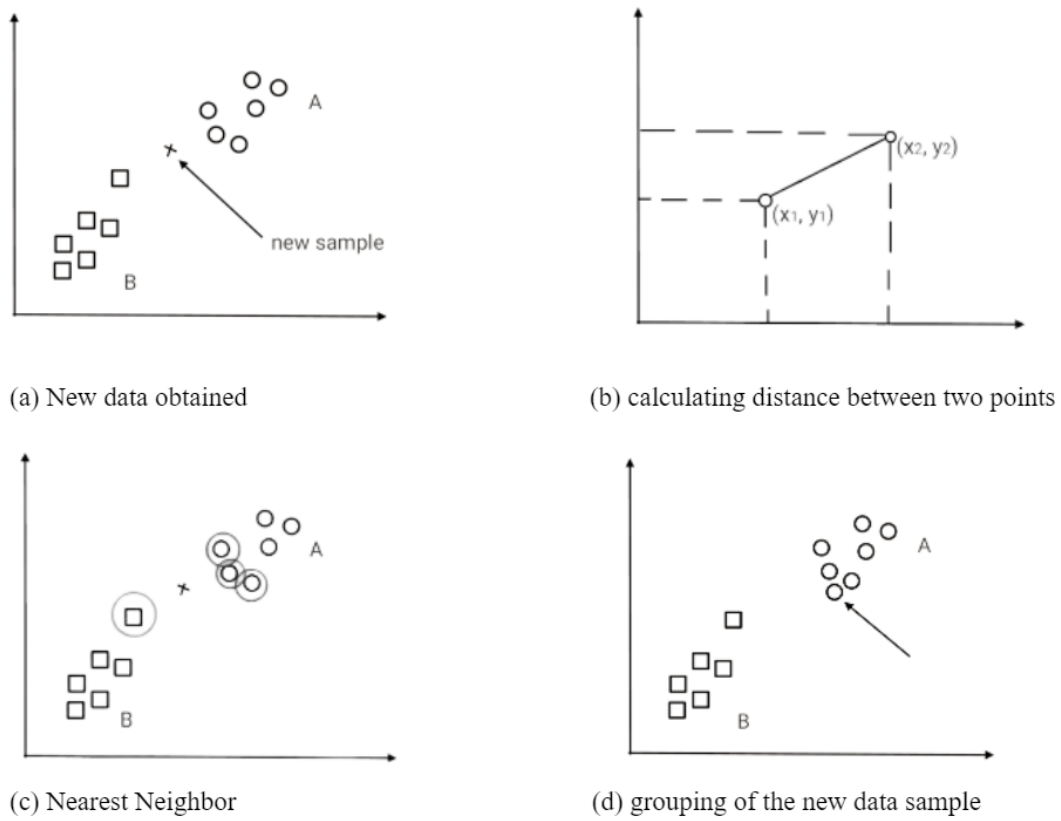 A
new sample
B
(x₂, y₂)
(x₁, y₁)
(a) New data obtained
(b) calculating distance between two points
A
B
A
B
(c) Nearest Neighbor
(d) grouping of the new data sample